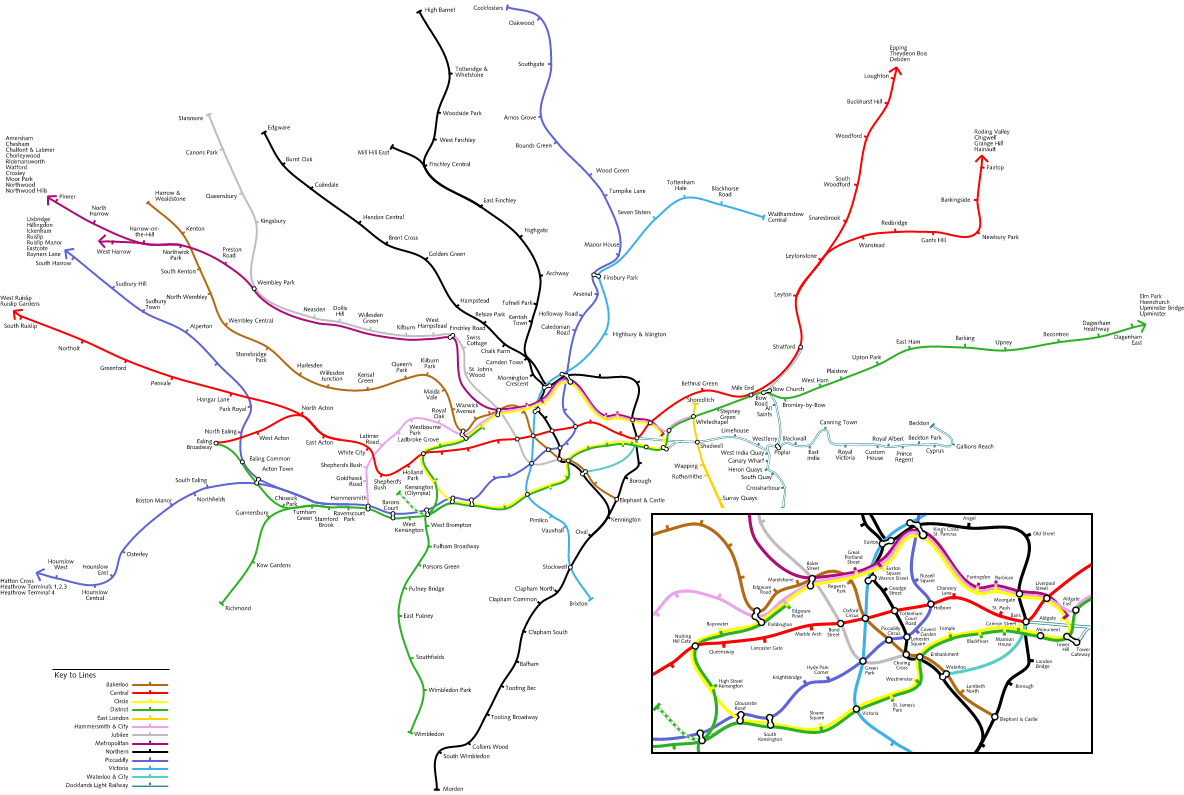 High Barnet
Totteridge &
Whetstone
Woodside Park
West Finchley
Mill Hill East
Finchley Central
East Finchley
Highgate
Archway
Tufnell Park
Kentish
Town
Camden Town
Mornington
Crescent
Edgware
Burnt Oak
Colindale
Hendon Central
Brent Cross
Golders Green
Hampstead
Relsize Park
Chalk Farm
Cockfosters
Oakwood
Southgate
Arnos Grove
Bounds Green
Wood Green
Turnpike Lane
Manor House
Finsbury Park
Arsenal
Holloway Road
Caledonian
Road
Tottenham
Hale
Blackhorse
Road
Seven Sisters
Walthamstow
Central
Highbury & Islington
Epping
Theydon Bois
Debden
Loughton
Buckhurst Hill
Woodford
South
Woodford
Snaresbrook
Roding Valley
Chigwell
Grange Hill
Hainault
Fairlop
Barkingside
Newbury Park
Gants Hill
Redbridge
Wanstead
Leytonstone
Leyton
Stratford
Elm Park
Hornchurch
Upminster Bridge
Upminster
Dagenham
East
Dagenham
Heathway
Becontree
Upney
Barking
East Ham
Upton Park
Plaistow
West Ham
Bromley-by-Bow
Bow Church
Bow
Road
All
Saints
Mile End
Bethnal Green
Shoreditch
Stepney
Green
Whitechapel
Limehouse
Shadwell
Wapping
Rotherhithe
Surray Quays
Westferry
Poplar
Blackwall
West India Quay
Canary Wharf
Heron Quays
South Quay
Crossharbour
East
India
Canning Town
Royal
Victoria
Custom
House
Royal Albert
Prince
Regent
Beckton Park
Cyprus
Beckton
Gallions Reach
Stanmore
Canons Park
Queensbury
Kingsbury
Wembley Park
Neasden
Dollis
Hill
Willesden
Green
Kilburn
West
Hampstead
Finchley Road
Swiss
Cottage
St. John's
Wood
Amersham
Chesham
Chalfont & Latimer
Chorleywood
Rickmansworth
Watford
Croxley
Moor Park
Northwood
Northwood Hills
Pinner
North
Harrow
Harrow-on-
the-Hill
West Harrow
Northwick
Park
Preston
Road
Harrow &
Wealdstone
Kenton
South Kenton
North Wembley
Wembley Central
Stonebridge
Park
Harlesden
Willesden
Junction
Kensal
Green
Queen's
Park
Kilburn
Park
Maida
Vale
Warwick
Avenue
Uxbridge
Hillingdon
Ickenham
Ruislip
Ruislip Manor
Eastcote
Rayners Lane
South Harrow
Sudbury Hill
Sudbury
Town
Alperton
Park Royal
North Ealing
West Ruislip
Ruislip Gardens
South Ruislip
Northolt
Greenford
Perivale
Hangar Lane
North Acton
Ealing
Broadway
West Acton
East Acton
White City
Shepherd's
Bush
Holland
Park
Latimer
Road
Ladbroke Grove
Westbourne
Park
Royal
Oak
Shepherd's Bush
Goldhawk
Road
Hammersmith
Kensington
(Olympia)
Barons
Court
West
Kensington
Ealing Common
Acton Town
South Ealing
Northfields
Boston Manor
Osterley
Hounslow
East
Hounslow
Central
Hounslow
West
Hatton Cross
Heathrow Terminals 1,2,3
Heathrow Terminal 4
Chiswick
Park
Turnham
Green
Stamford
Brook
Ravenscourt
Park
Gunnersbury
Kew Gardens
Richmond
West Brompton
Fulham Broadway
Parsons Green
Putney Bridge
East Putney
Southfields
Wimbledon Park
Wimbledon
Pimlico
Vauxhall
Stockwell
Brixton
Borough
Elephant & Castle
Kennington
Oval
Clapham North
Clapham Common
Clapham South
Balham
Tooting Bec
Tooting Broadway
Colliers Wood
South Wimbledon
Morden
Key to Lines
Bakerloo
Central
Circle
District
East London
Hammersmith & City
Jubilee
Metropolitan
Northern
Piccadilly
Victoria
Waterloo & City
Docklands Light Railway
Angel
Old Street
King's Cross
St. Pancras
Euston
Great
Portland
Street
Euston
Square
Warren Street
Baker
Street
Marylebone
Regent's
Park
Edgware
Road
Edgware
Road
Paddington
Bayswater
Notting
Hill Gate
Queensway
Lancaster Gate
Marble Arch
Bond
Street
Oxford
Circus
Goodge
Street
Russell
Square
Tottenham
Court
Road
Holborn
Chancery
Lane
St. Pauls
Farringdon
Barbican
Moorgate
Liverpool
Street
Aldgate
East
Aldgate
Bank
Monument
Tower
Hill
Tower
Gateway
Cannon Street
Mansion
House
Blackfriars
Temple
Covent
Garden
Leicester
Square
Piccadilly
Circus
Charing
Cross
Embankment
Waterloo
Lambeth
North
London
Bridge
Borough
Elephant & Castle
Westminster
St. James's
Park
Green
Park
Hyde Park
Corner
Knightsbridge
Victoria
Sloane
Square
South
Kensington
Gloucester
Road
High Street
Kensington